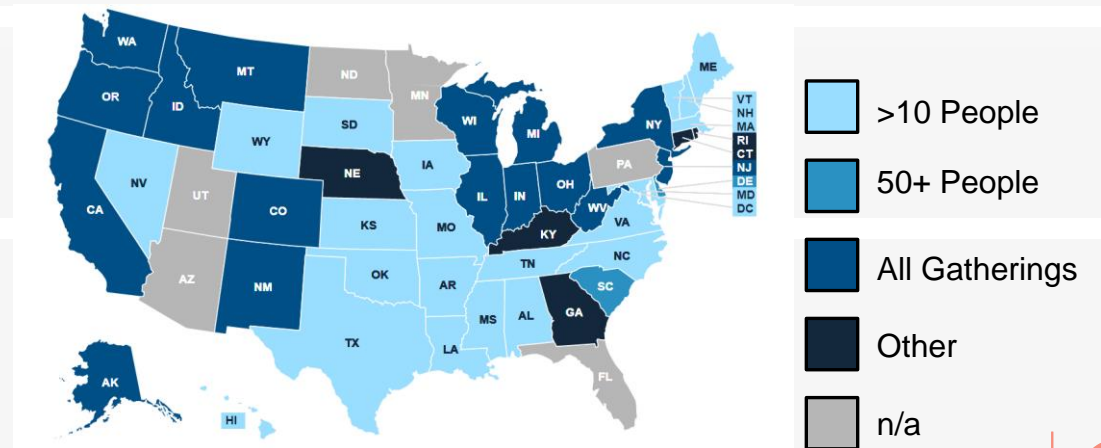 WA
MT
ND
MN
ME
OR
ID
WY
SD
WI
MI
NY
VT
NH
MA
RI
CT
NJ
DE
MD
DC
NV
UT
CO
NE
IA
IL
IN
OH
PA
WV
VA
CA
AZ
NM
KS
MO
KY
OK
AR
TN
NC
SC
TX
LA
MS
AL
GA
FL
AK
HI
>10 People
50+ People
All Gatherings
Other
n/a